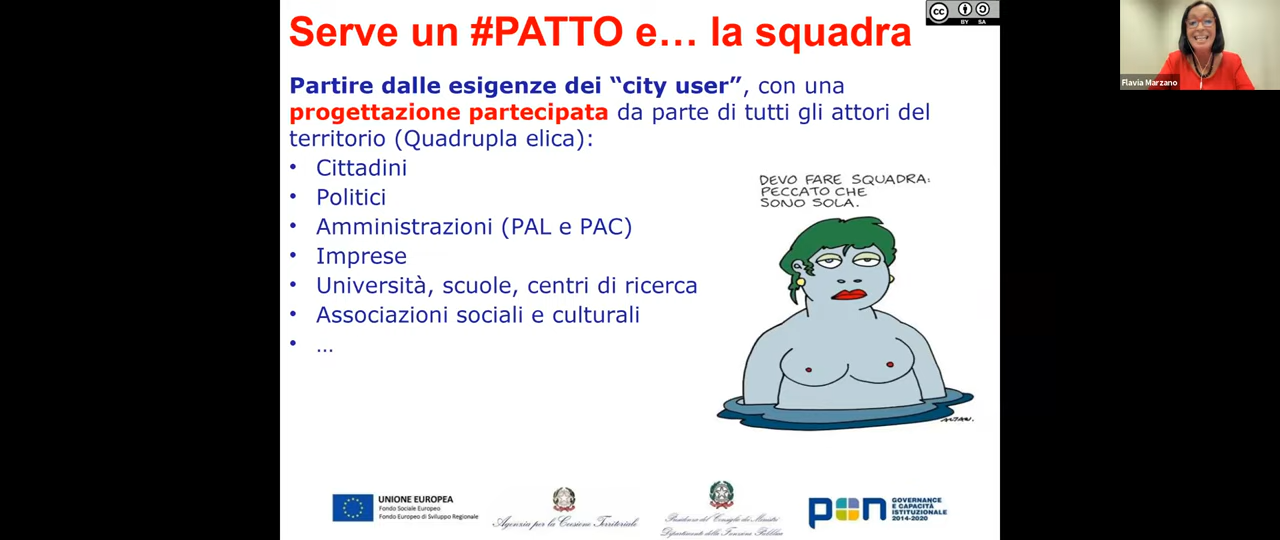 Serve un #PATTO e… la squadra
cc
BY SA
Flavia Marzano
Partire dalle esigenze dei “city user”, con una
progettazione partecipata da parte di tutti gli attori del
territorio (Quadrupla elica):
• Cittadini
• Politici
• Amministrazioni (PAL e PAC)
• Imprese
• Università, scuole, centri di ricerca
• Associazioni sociali e culturali
• …
DEVO FARE SQUADRA:
PECCATO CHE
SONO SOLA.
UNIONE EUROPEA
Fondo Sociale Europeo
Fondo Europeo di Sviluppo Regionale
Agenzia per la Coesione Territoriale
Presidenza del Consiglio dei Ministri
Dipartimento della Funzione Pubblica
pon
GOVERNANCE
E CAPACITÀ
ISTITUZIONALE
2014-2020